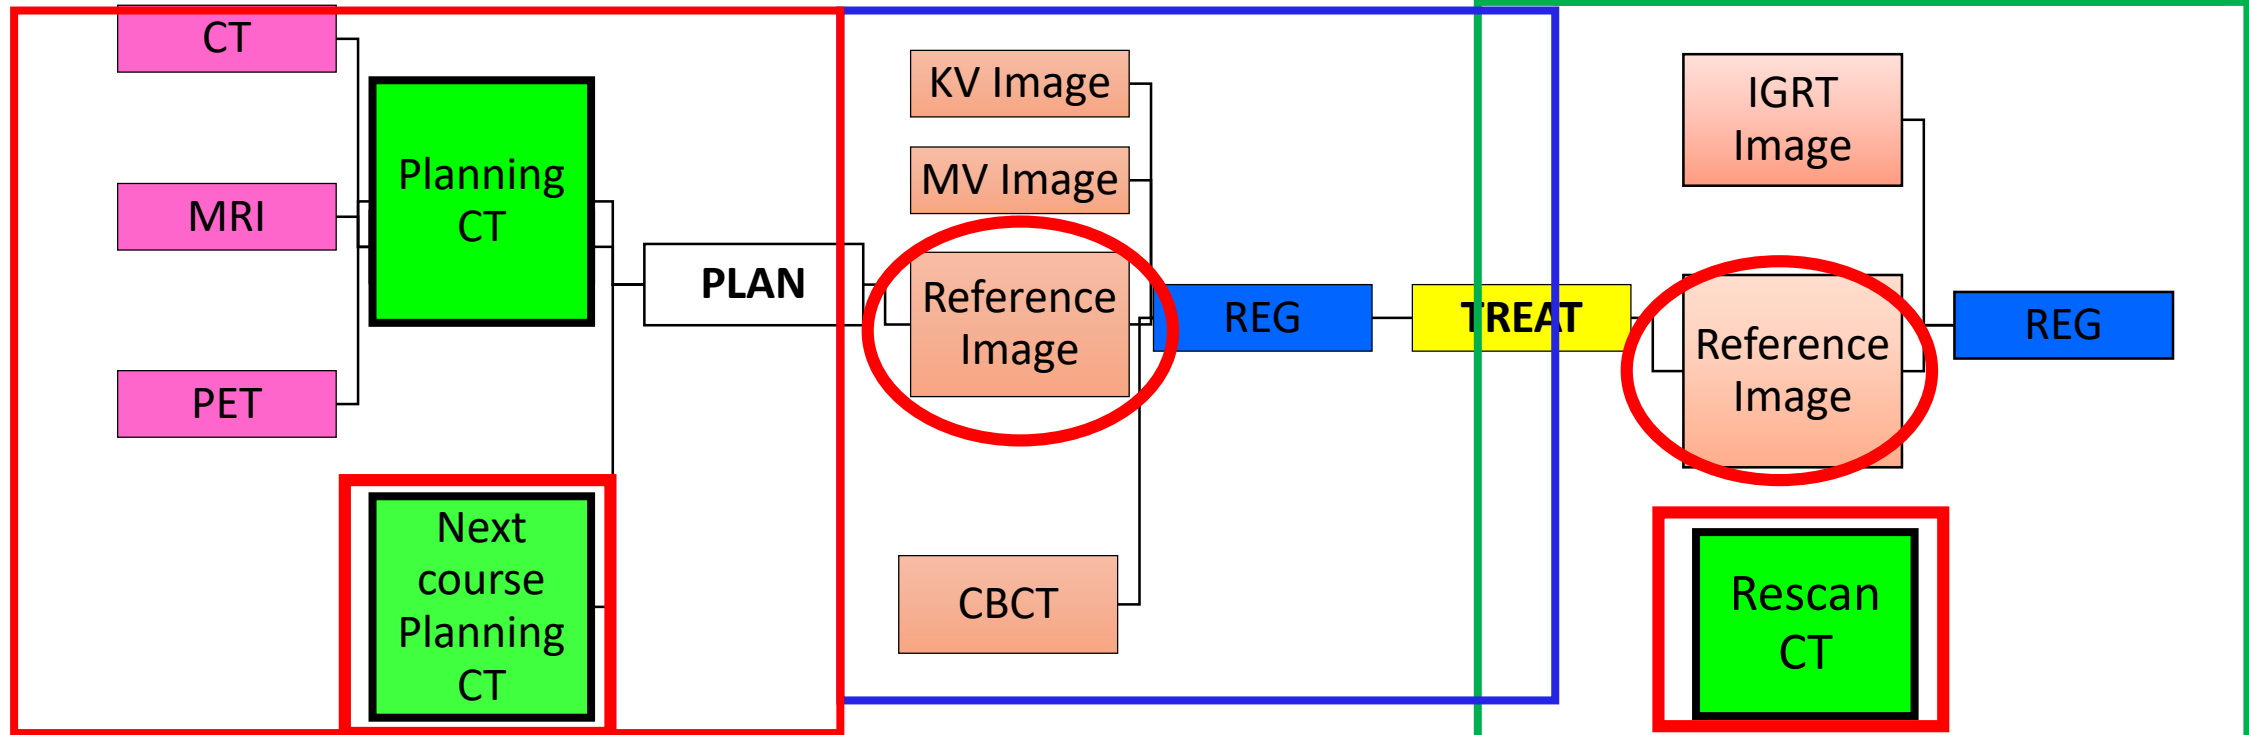 CT
MRI
PET
Planning
CT
Next
course
Planning
CT
PLAN
KV Image
MV Image
Reference
Image
CBCT
REG
TREAT
IGRT
Image
Reference
Image
REG
Rescan
CT